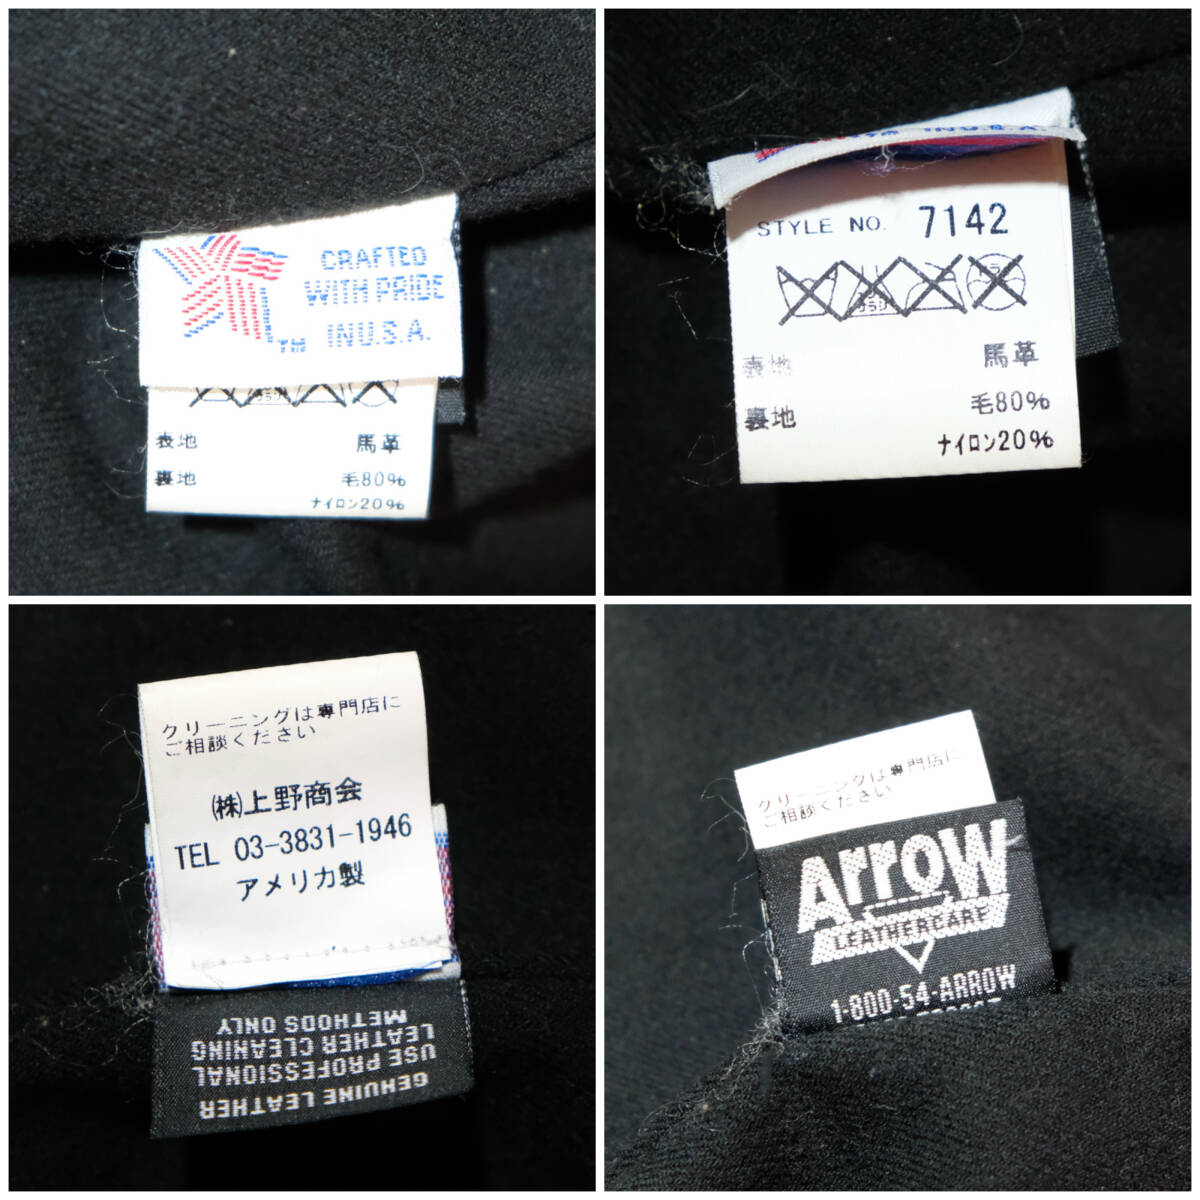 CRAFTED
WITH PRIDE
IN U.S.A.
TM
表地 馬革
裏地 毛80%
ナイロン20%
IN U.S.A.
STYLE NO. 7142
表地 馬革
裏地 毛80%
ナイロン20%
クリーニングは専門店に
ご相談ください
㈱上野商会
TEL 03-3831-1946
アメリカ製
GENUINE LEATHER
USE PROFESSIONAL
LEATHER CLEANING
METHODS ONLY
クリーニングは専門店に
ご相談ください
Arrow
LEATHERCARE
1-800-54-ARROW